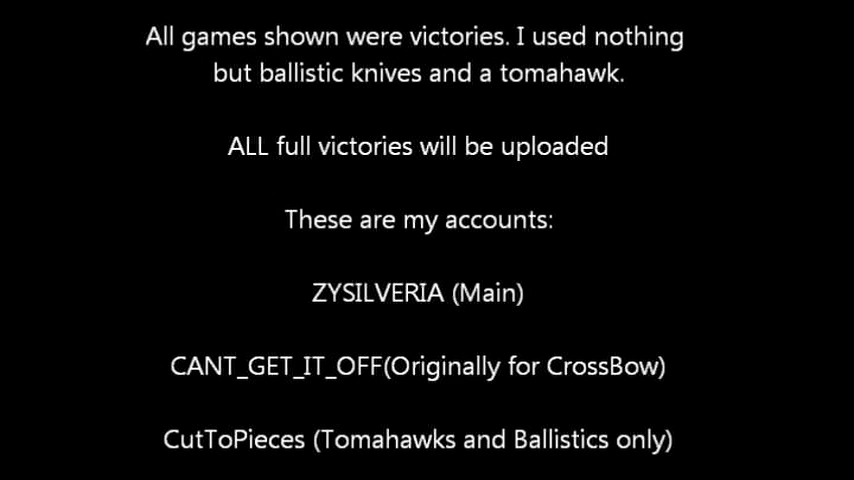 All games shown were victories. I used nothing
but ballistic knives and a tomahawk.
ALL full victories will be uploaded
These are my accounts:
ZYSILVERIA (Main)
CANT_GET_IT_OFF(Originally for CrossBow)
CutToPieces (Tomahawks and Ballistics only)